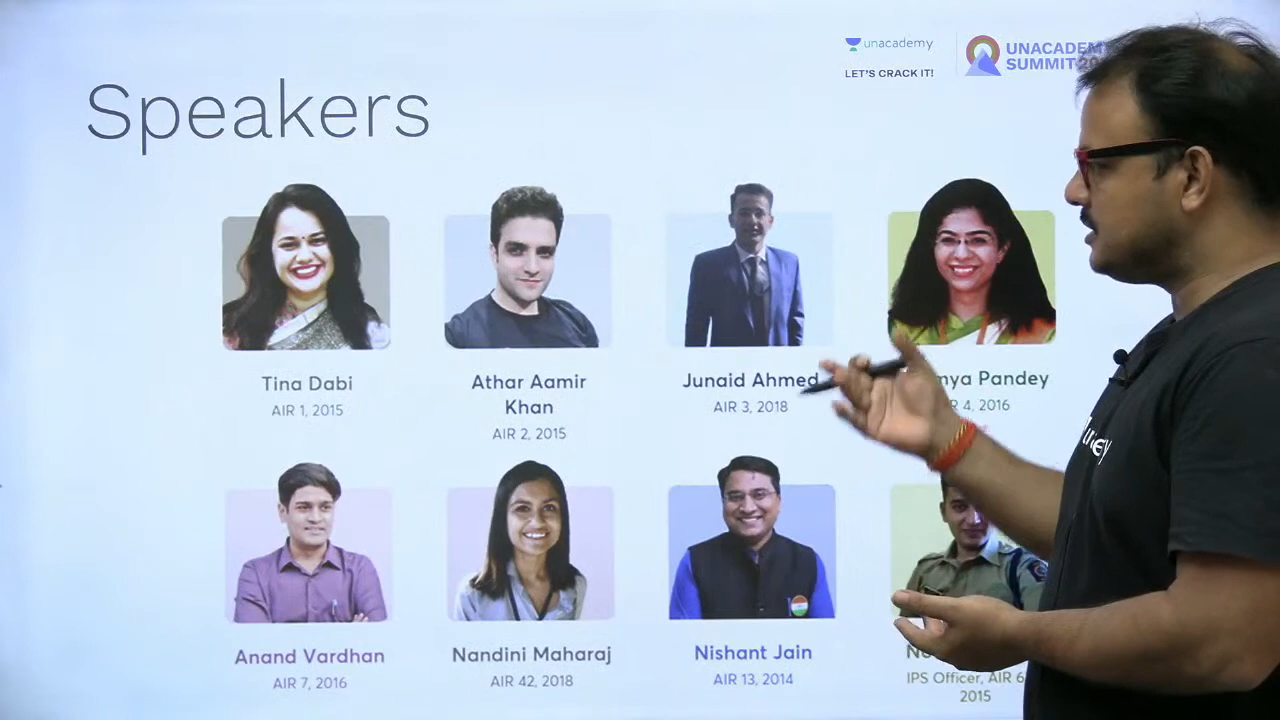 unacademy
LET'S CRACK IT!
UNACADEM
SUMMIT
Speakers
Tina Dabi
AIR 1, 2015
Athar Aamir
Khan
AIR 2, 2015
Junaid Ahmed
AIR 3, 2018
Pandey
4, 2016
Anand Vardhan
AIR 7, 2016
Nandini Maharaj
AIR 42, 2018
Nishant Jain
AIR 13, 2014
IPS Officer, AIR 6
2015